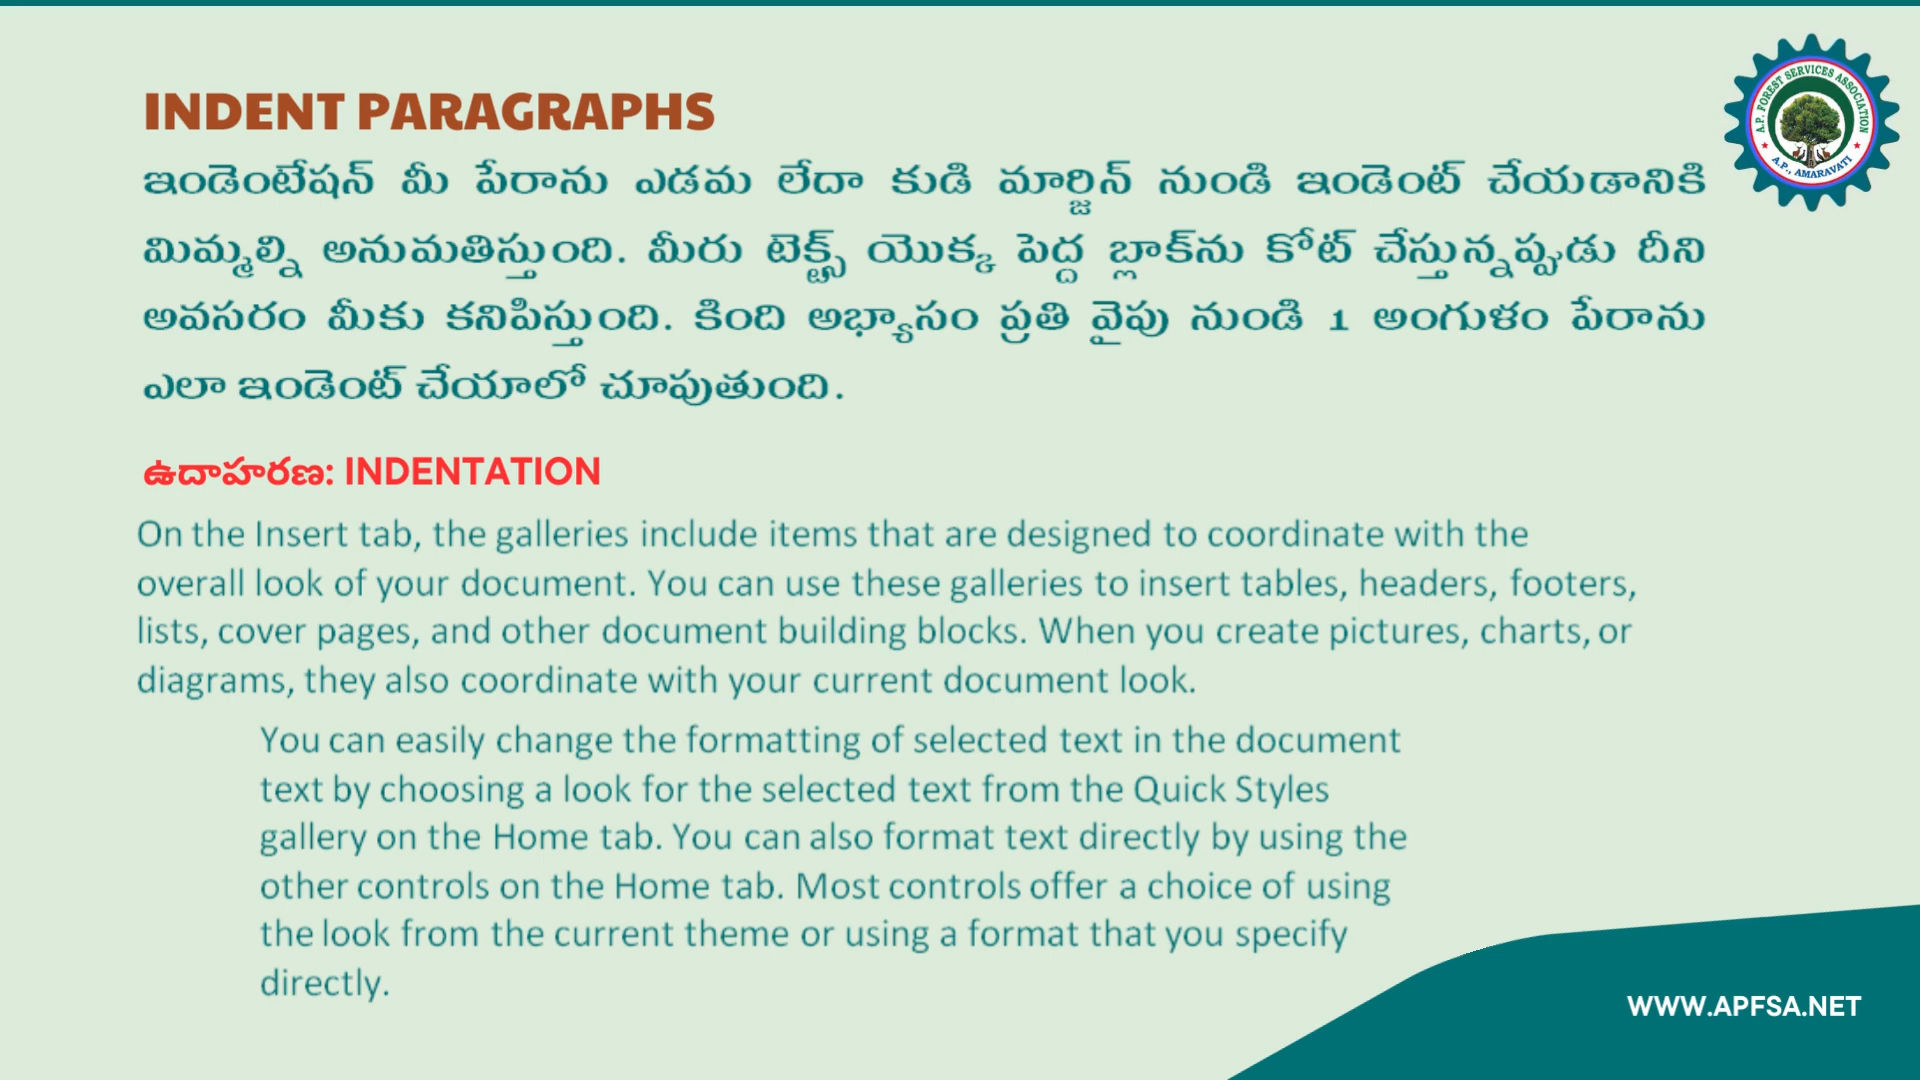 INDENT PARAGRAPHS
ఇండెంటేషన్ మీ పేరాను ఎడమ లేదా కుడి మార్జిన్ నుండి ఇండెంట్ చేయడానికి
మిమ్మల్ని అనుమతిస్తుంది. మీరు టెక్స్ట్ యొక్క పెద్ద బ్లాక్‌ను కోట్ చేస్తున్నప్పుడు దీని
అవసరం మీకు కనిపిస్తుంది. కింది అభ్యాసం ప్రతి వైపు నుండి 1 అంగుళం పేరాను
ఎలా ఇండెంట్ చేయాలో చూపుతుంది.
ఉదాహరణ: INDENTATION
On the Insert tab, the galleries include items that are designed to coordinate with the
overall look of your document. You can use these galleries to insert tables, headers, footers,
lists, cover pages, and other document building blocks. When you create pictures, charts, or
diagrams, they also coordinate with your current document look.
You can easily change the formatting of selected text in the document
text by choosing a look for the selected text from the Quick Styles
gallery on the Home tab. You can also format text directly by using the
other controls on the Home tab. Most controls offer a choice of using
the look from the current theme or using a format that you specify
directly.
A.P. FOREST SERVICES ASSOCIATION
A.P., AMARAVATI
WWW.APFSA.NET